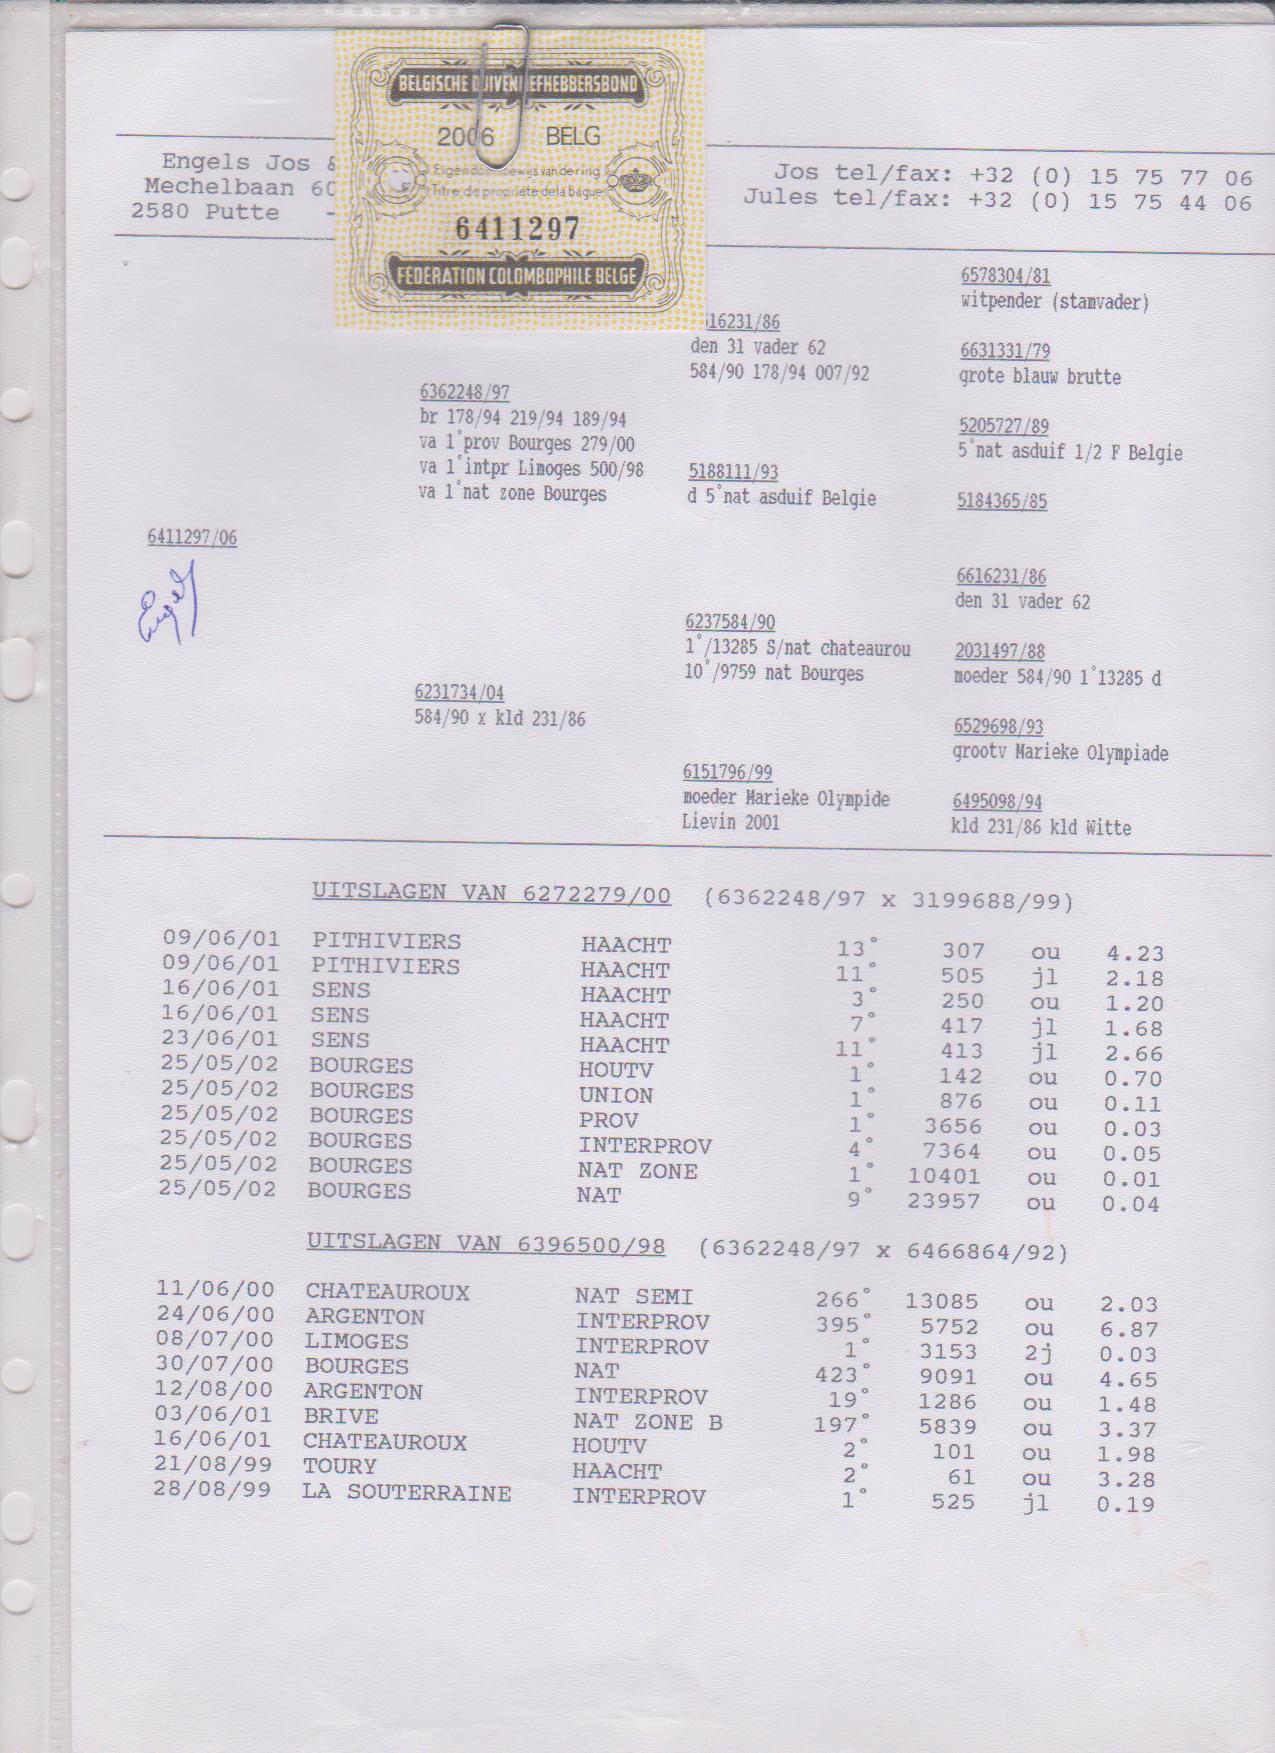 BELGISCHE DUIVENLIEFHEBBERSBOND
2006 BELG
Eigendomsbewijs van de ring
Titre de propriété de la bague
6411297
FEDERATION COLOMBOPHILE BELGE
Engels Jos &
Mechelbaan 60
2580 Putte -
Jos tel/fax: +32 (0) 15 75 77 06
Jules tel/fax: +32 (0) 15 75 44 06
6411297/06
Engels
6362248/97
br 178/94 219/94 189/94
va 1°prov Bourges 279/00
va 1°intpr Limoges 500/98
va 1°nat zone Bourges
6231734/04
584/90 x kld 231/86
16231/86
den 31 vader 62
584/90 178/94 007/92
5188111/93
d 5°nat asduif Belgie
6237584/90
1°/13285 S/nat chateaurou
10°/9759 nat Bourges
6151796/99
moeder Marieke Olympide
Lievin 2001
6578304/81
witpender (stamvader)
6631331/79
grote blauw brutte
5205727/89
5°nat asduif 1/2 F Belgie
5184365/85
6616231/86
den 31 vader 62
2031497/88
moeder 584/90 1°13285 d
6529698/93
grootv Marieke Olympiade
6495098/94
kld 231/86 kld Witte
UITSLAGEN VAN 6272279/00 (6362248/97 x 3199688/99)
09/06/01 PITHIVIERS HAACHT 13° 307 ou 4.23
09/06/01 PITHIVIERS HAACHT 11° 505 jl 2.18
16/06/01 SENS HAACHT 3° 250 ou 1.20
16/06/01 SENS HAACHT 7° 417 jl 1.68
23/06/01 SENS HAACHT 11° 413 jl 2.66
25/05/02 BOURGES HOUTV 1° 142 ou 0.70
25/05/02 BOURGES UNION 1° 876 ou 0.11
25/05/02 BOURGES PROV 1° 3656 ou 0.03
25/05/02 BOURGES INTERPROV 4° 7364 ou 0.05
25/05/02 BOURGES NAT ZONE 1° 10401 ou 0.01
25/05/02 BOURGES NAT 9° 23957 ou 0.04
UITSLAGEN VAN 6396500/98 (6362248/97 x 6466864/92)
11/06/00 CHATEAUROUX NAT SEMI 266° 13085 ou 2.03
24/06/00 ARGENTON INTERPROV 395° 5752 ou 6.87
08/07/00 LIMOGES INTERPROV 1° 3153 2j 0.03
30/07/00 BOURGES NAT 423° 9091 ou 4.65
12/08/00 ARGENTON INTERPROV 19° 1286 ou 1.48
03/06/01 BRIVE NAT ZONE B 197° 5839 ou 3.37
16/06/01 CHATEAUROUX HOUTV 2° 101 ou 1.98
21/08/99 TOURY HAACHT 2° 61 ou 3.28
28/08/99 LA SOUTERRAINE INTERPROV 1° 525 jl 0.19